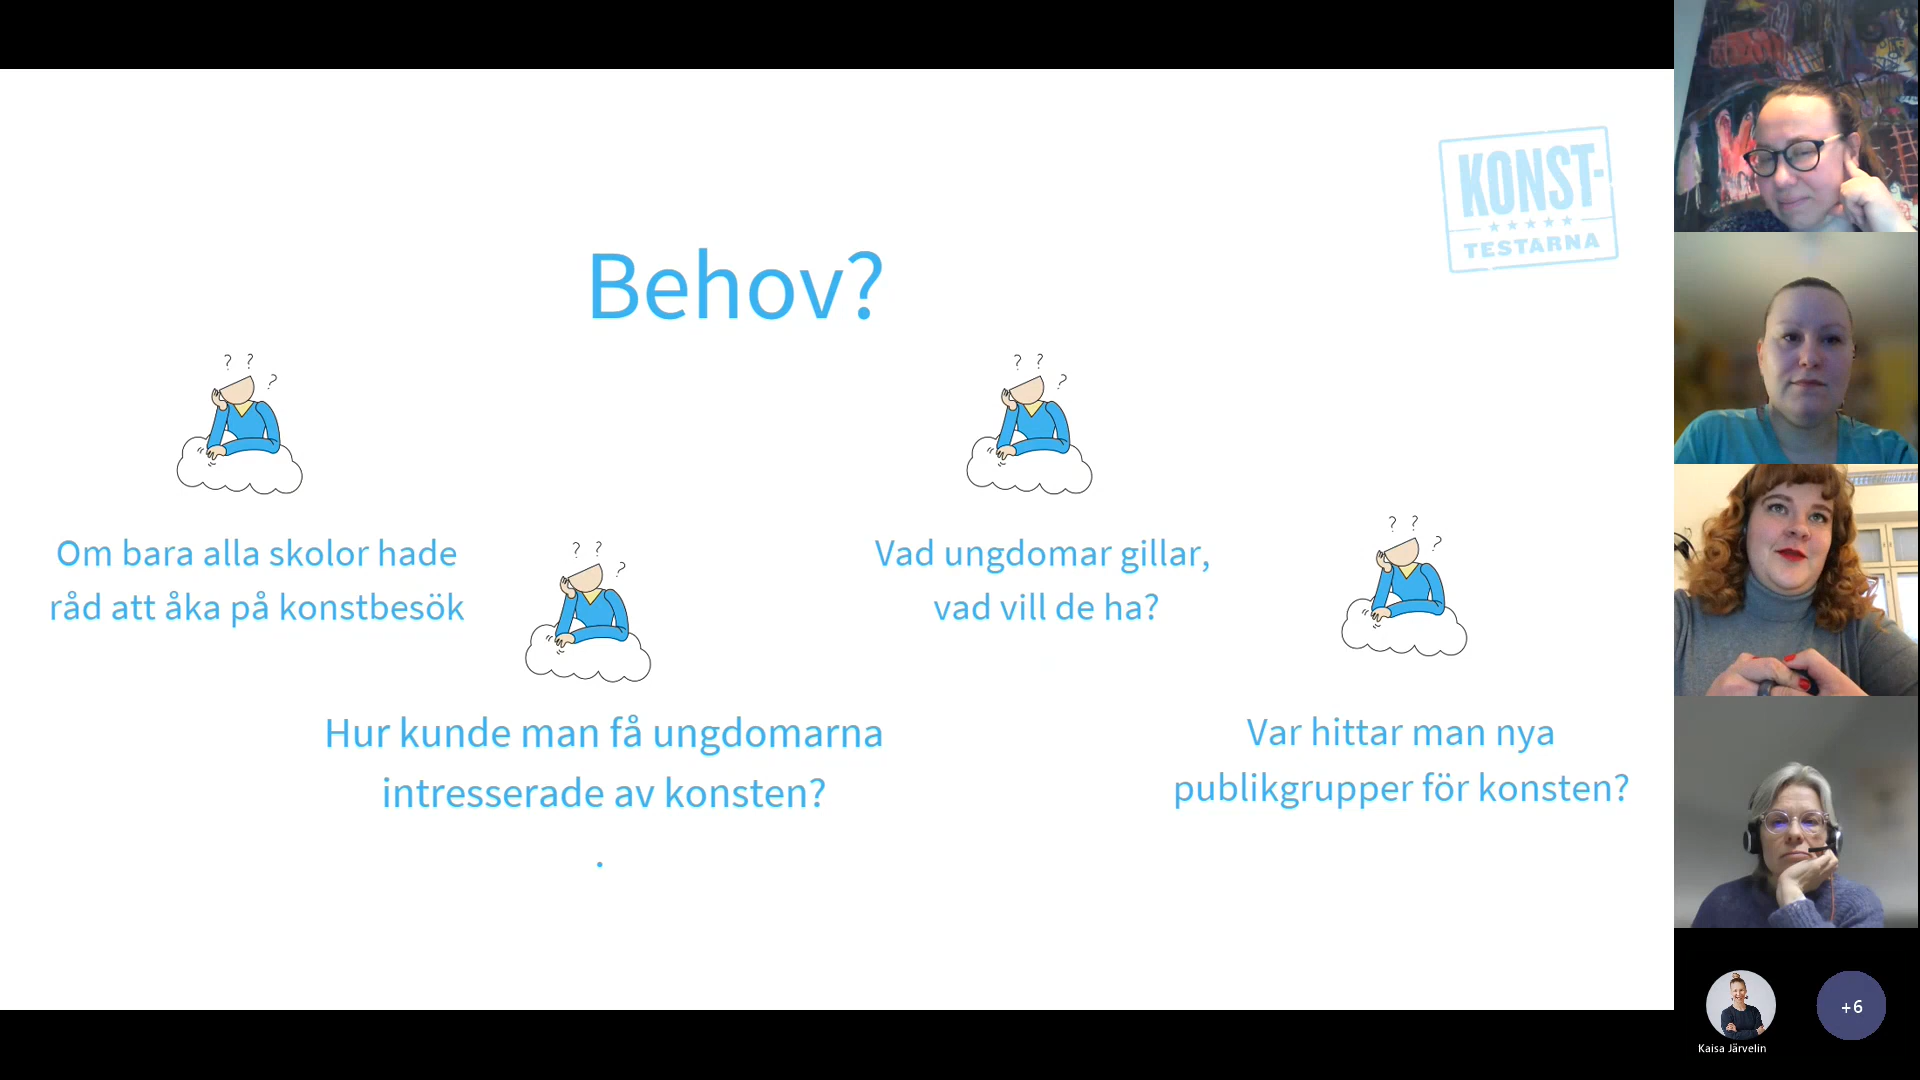 KONST-
TESTARNA
Behov?
? ? ?
? ? ?
Om bara alla skolor hade
råd att åka på konstbesök
Vad ungdomar gillar,
vad vill de ha?
? ? ?
? ? ?
Hur kunde man få ungdomarna
intresserade av konsten?
.
Var hittar man nya
publikgrupper för konsten?
+6
Kaisa Järvelin